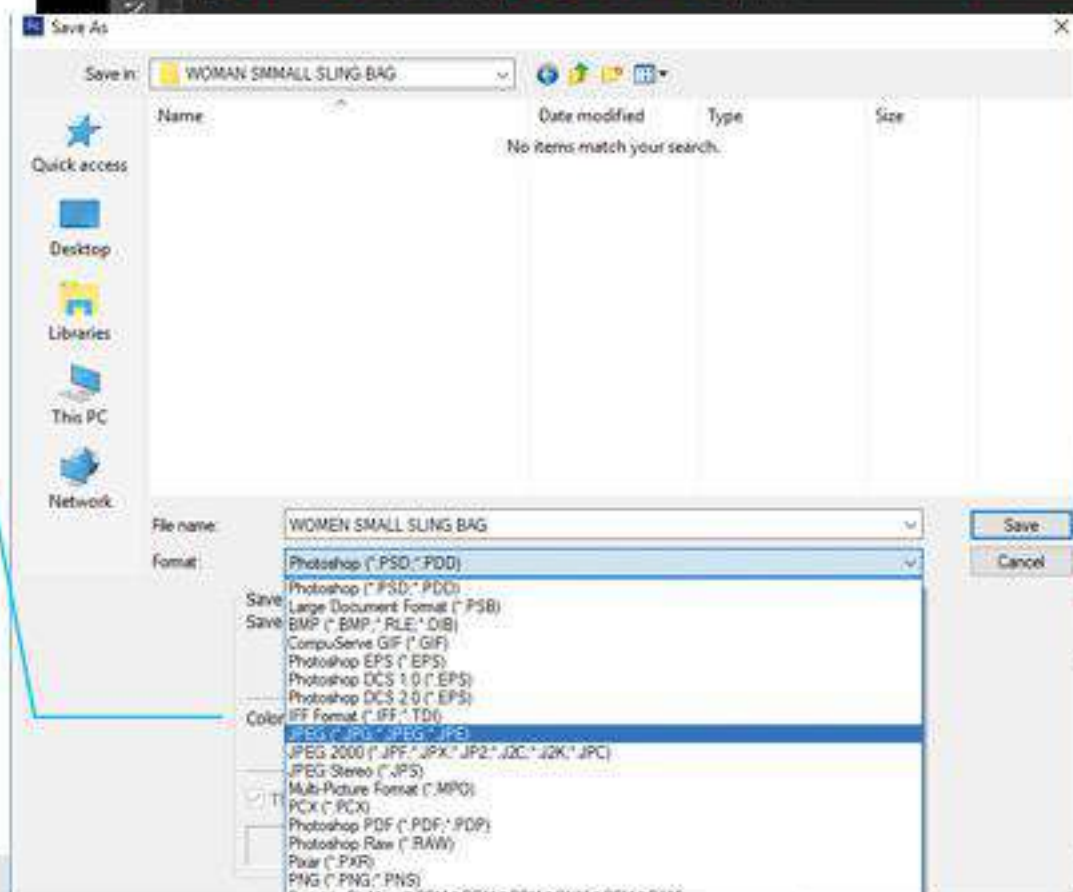 Save As
Save in: WOMAN SMMALL SLING BAG
Name Date modified Type Size
No items match your search.
Quick access
Desktop
Libraries
This PC
Network
File name: WOMEN SMALL SLING BAG Save
Format: Photoshop (*.PSD;*.PDD) Cancel
Photoshop (*.PSD;*.PDD)
Save Large Document Format (*.PSB)
Save BMP (*.BMP;*.RLE;*.DIB)
CompuServe GIF (*.GIF)
Photoshop EPS (*.EPS)
Photoshop DCS 1.0 (*.EPS)
Photoshop DCS 2.0 (*.EPS)
Color IFF Format (*.IFF;*.TDI)
JPEG (*.JPG;*.JPEG;*.JPE)
JPEG 2000 (*.JPF;*.JPX;*.JP2;*.J2C;*.J2K;*.JPC)
JPEG Stereo (*.JPS)
Multi-Picture Format (*.MPO)
PCX (*.PCX)
Photoshop PDF (*.PDF;*.PDP)
Photoshop Raw (*.RAW)
Pixar (*.PXR)
PNG (*.PNG;*.PNS)